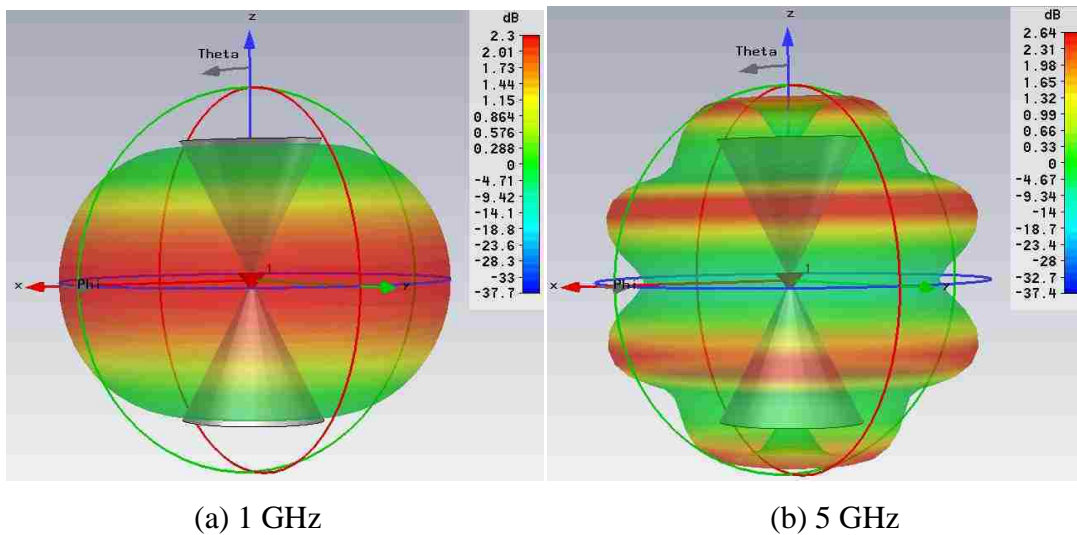 z
Theta
x
Phi
1
y
dB
2.3
2.01
1.73
1.44
1.15
0.864
0.576
0.288
0
-4.71
-9.42
-14.1
-18.8
-23.6
-28.3
-33
-37.7
z
Theta
x
Phi
1
y
dB
2.64
2.31
1.98
1.65
1.32
0.99
0.66
0.33
0
-4.67
-9.34
-14
-18.7
-23.4
-28
-32.7
-37.4
(a) 1 GHz
(b) 5 GHz